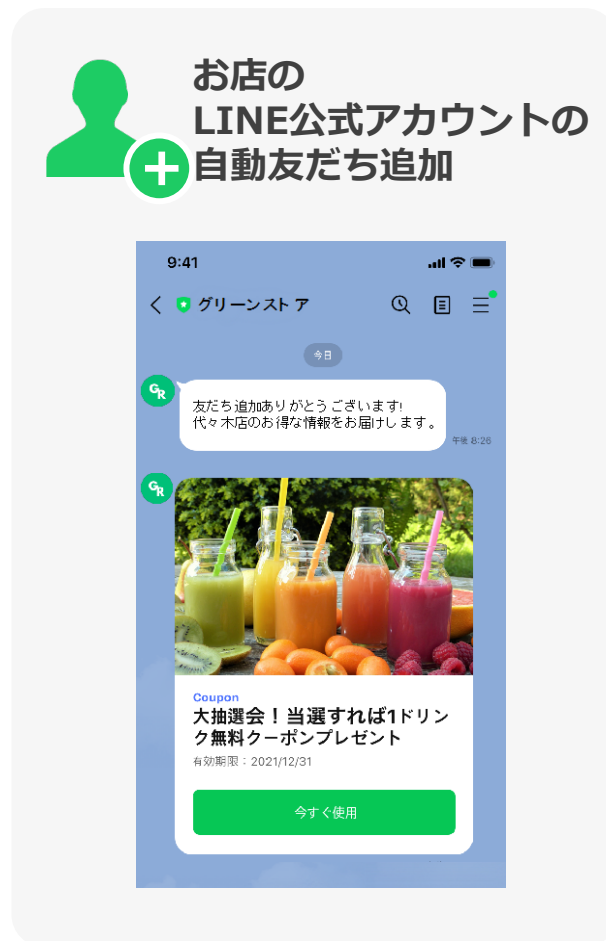 お店の
LINE公式アカウントの
自動友だち追加
9:41
グリーンストア
今日
GR
友だち追加ありがとうございます!
代々木店のお得な情報をお届けします。
午後 8:26
GR
Coupon
大抽選会！当選すれば1ドリン
ク無料クーポンプレゼント
有効期限：2021/12/31
今すぐ使用